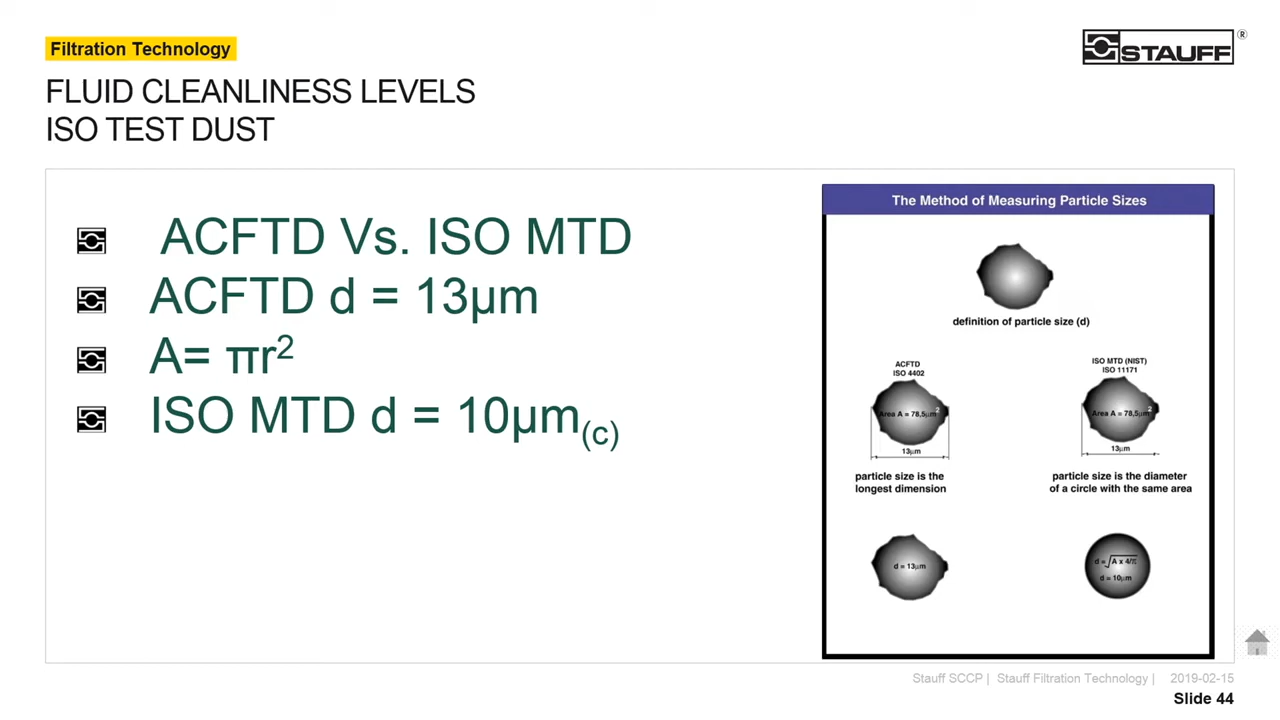 Filtration Technology
STAUFF®
FLUID CLEANLINESS LEVELS
ISO TEST DUST
ACFTD Vs. ISO MTD
ACFTD d = 13µm
A= πr²
ISO MTD d = 10µm(c)
The Method of Measuring Particle Sizes
definition of particle size (d)
ACFTD
ISO 4402
Area A = 78,5µm²
13µm
particle size is the
longest dimension
d = 13µm
ISO MTD (NIST)
ISO 11171
Area A = 78,5µm²
13µm
particle size is the diameter
of a circle with the same area
d = √A x 4/π
d = 10µm
Stauff SCCP | Stauff Filtration Technology | 2019-02-15
Slide 44